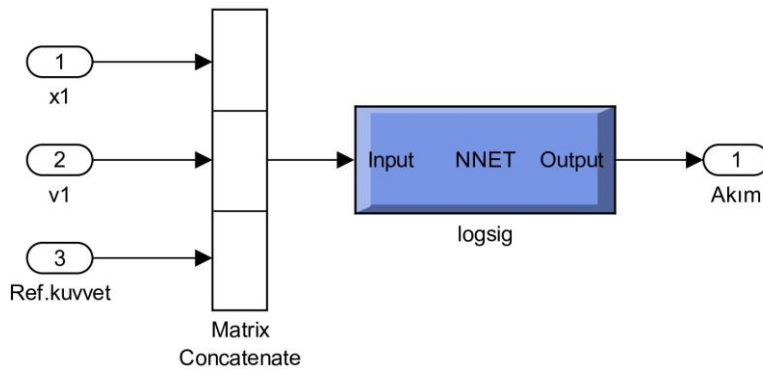 1
x1
2
v1
3
Ref.kuvvet
Matrix
Concatenate
Input NNET Output
logsig
1
Akım